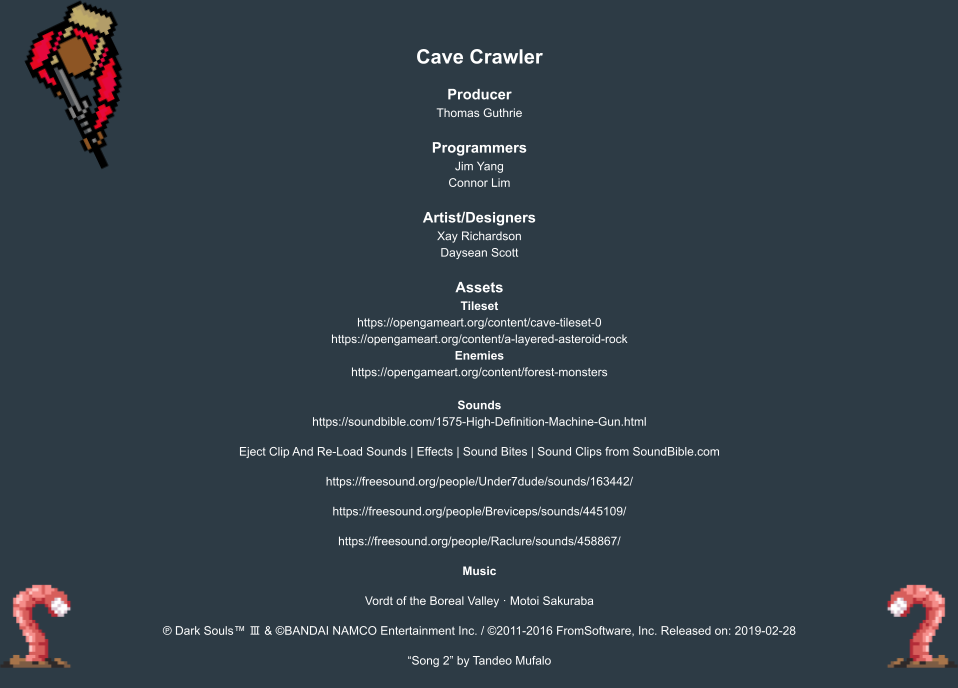 Cave Crawler
Producer
Thomas Guthrie
Programmers
Jim Yang
Connor Lim
Artist/Designers
Xay Richardson
Daysean Scott
Assets
Tileset
https://opengameart.org/content/cave-tileset-0
https://opengameart.org/content/a-layered-asteroid-rock
Enemies
https://opengameart.org/content/forest-monsters
Sounds
https://soundbible.com/1575-High-Definition-Machine-Gun.html
Eject Clip And Re-Load Sounds | Effects | Sound Bites | Sound Clips from SoundBible.com
https://freesound.org/people/Under7dude/sounds/163442/
https://freesound.org/people/Breviceps/sounds/445109/
https://freesound.org/people/Raclure/sounds/458867/
Music
Vordt of the Boreal Valley · Motoi Sakuraba
℗ Dark Souls™ Ⅲ & ©BANDAI NAMCO Entertainment Inc. / ©2011-2016 FromSoftware, Inc. Released on: 2019-02-28
“Song 2” by Tandeo Mufalo